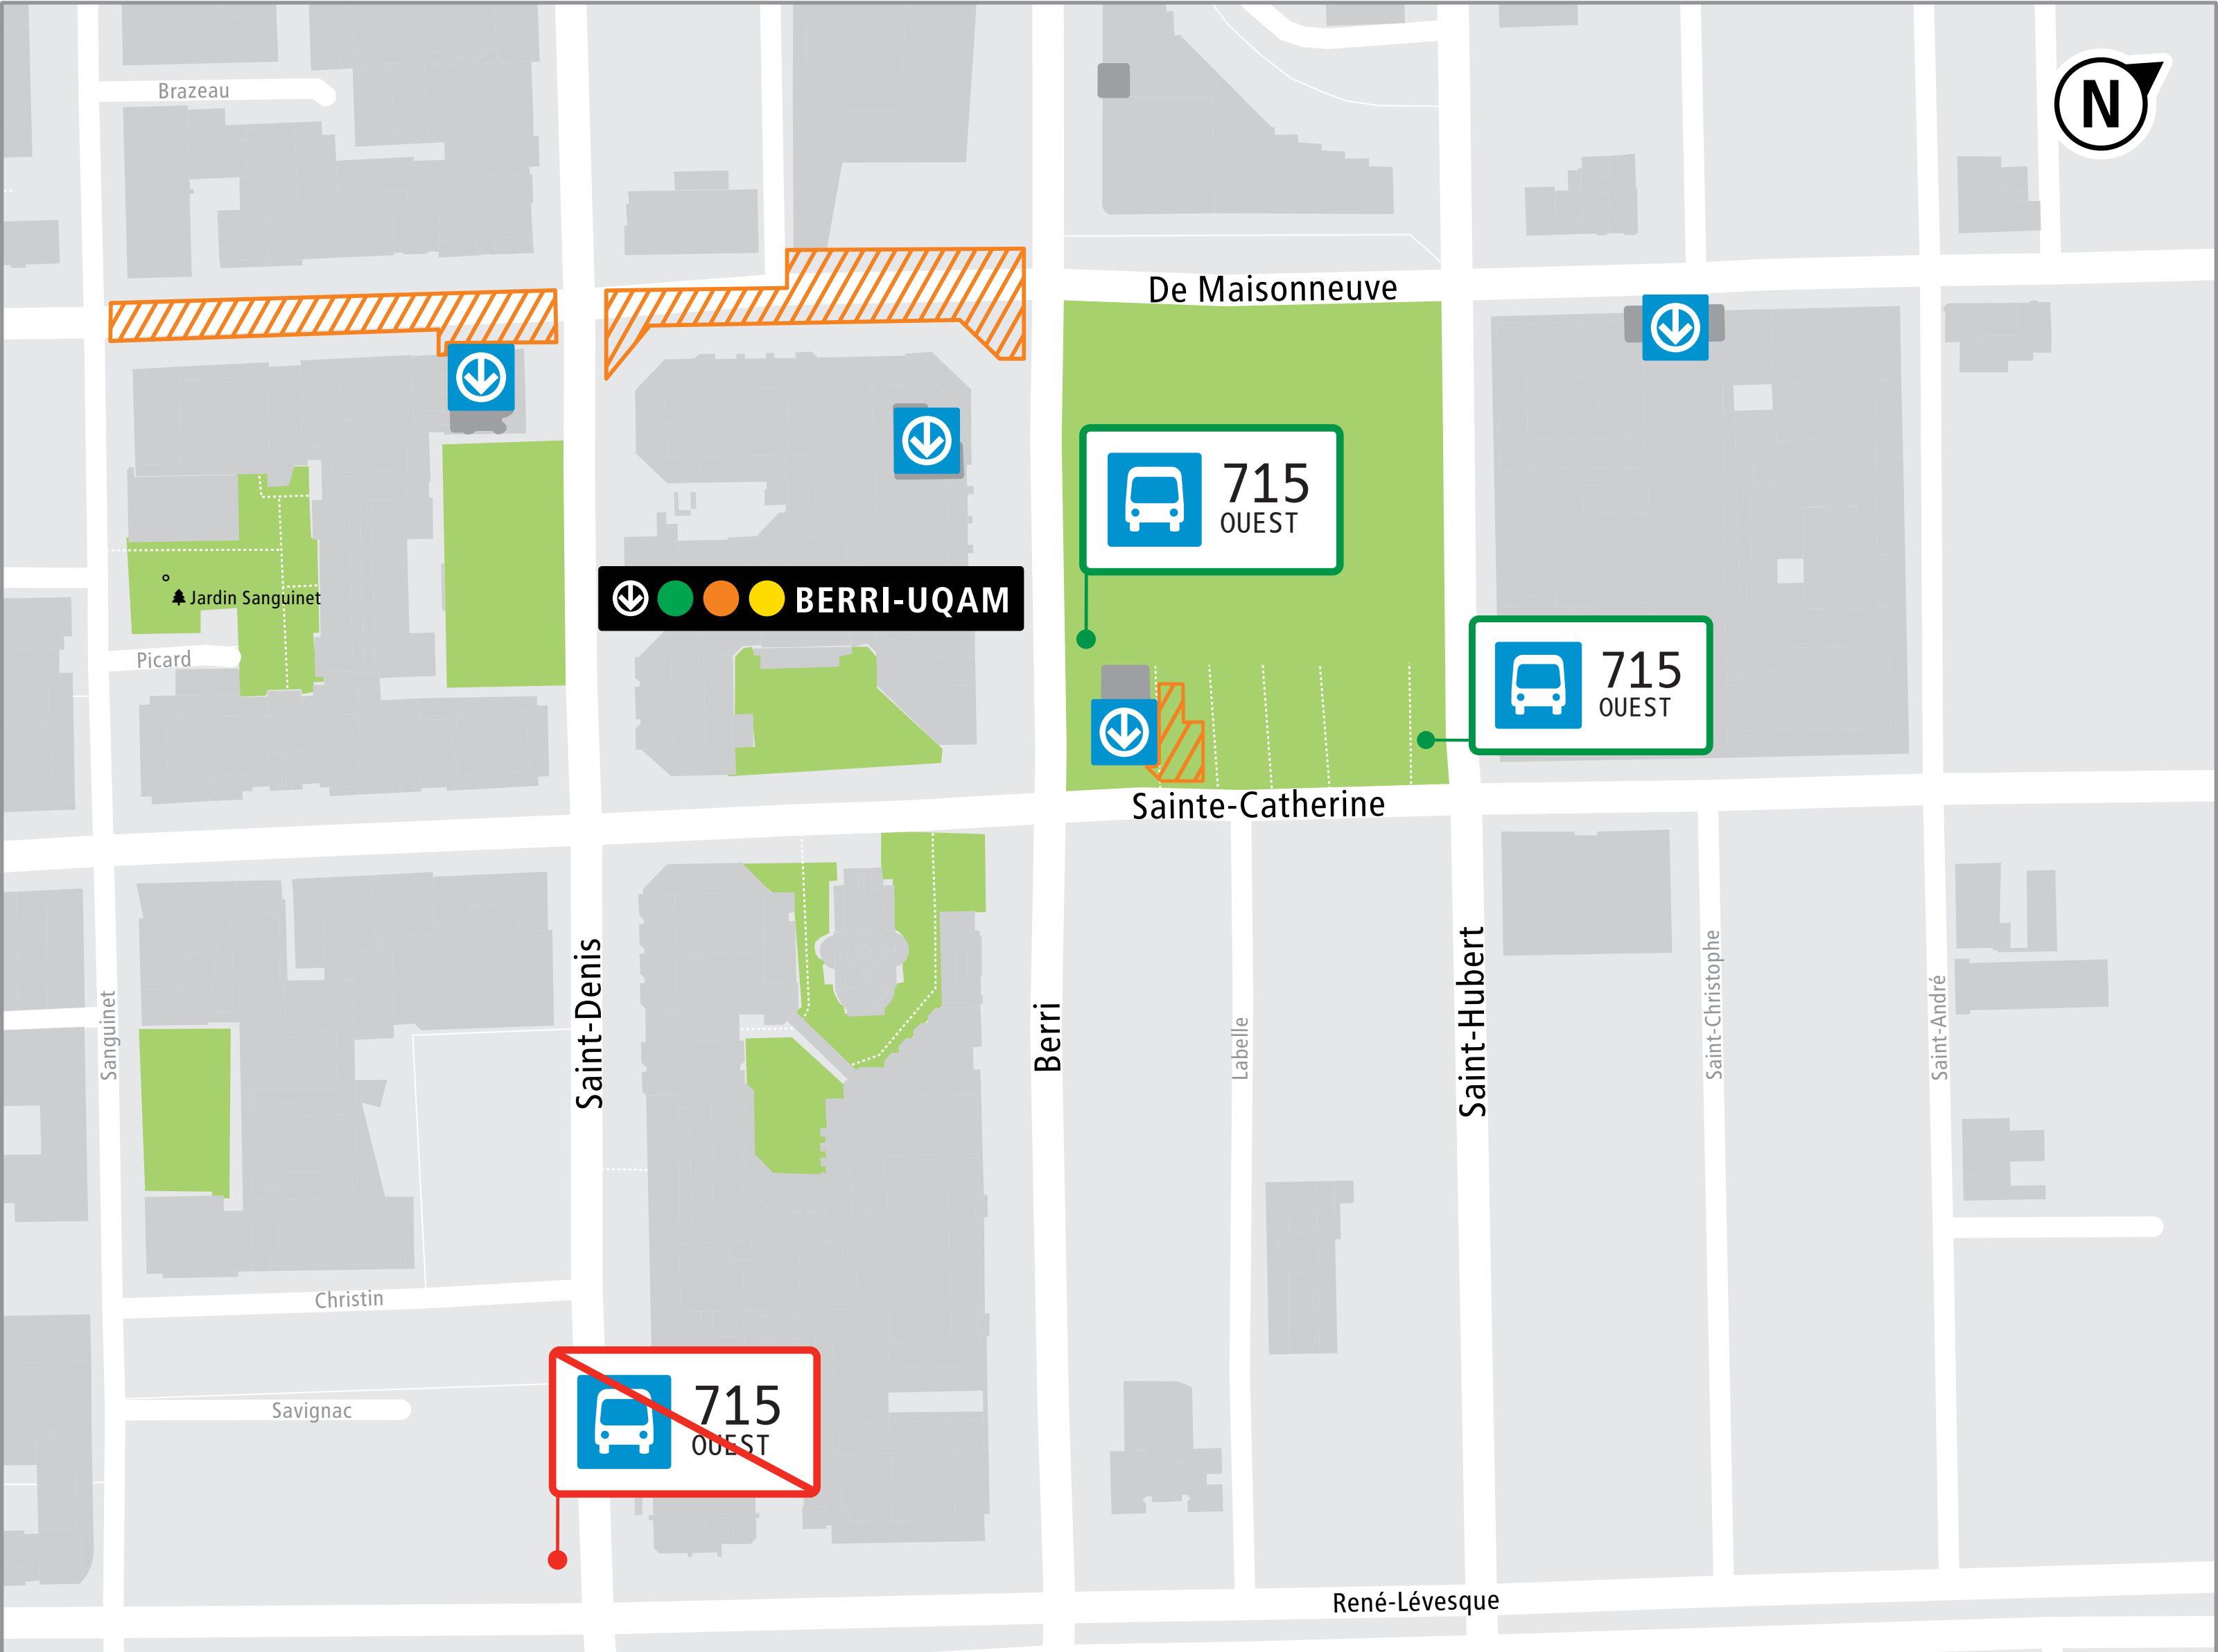 Brazeau
N
De Maisonneuve
715
OUEST
BERRI-UQAM
Jardin Sanguinet
Picard
715
OUEST
Sainte-Catherine
Sanguinet
Saint-Denis
Berri
Labelle
Saint-Hubert
Saint-Christophe
Saint-André
Christin
Savignac
715
OUEST
René-Lévesque